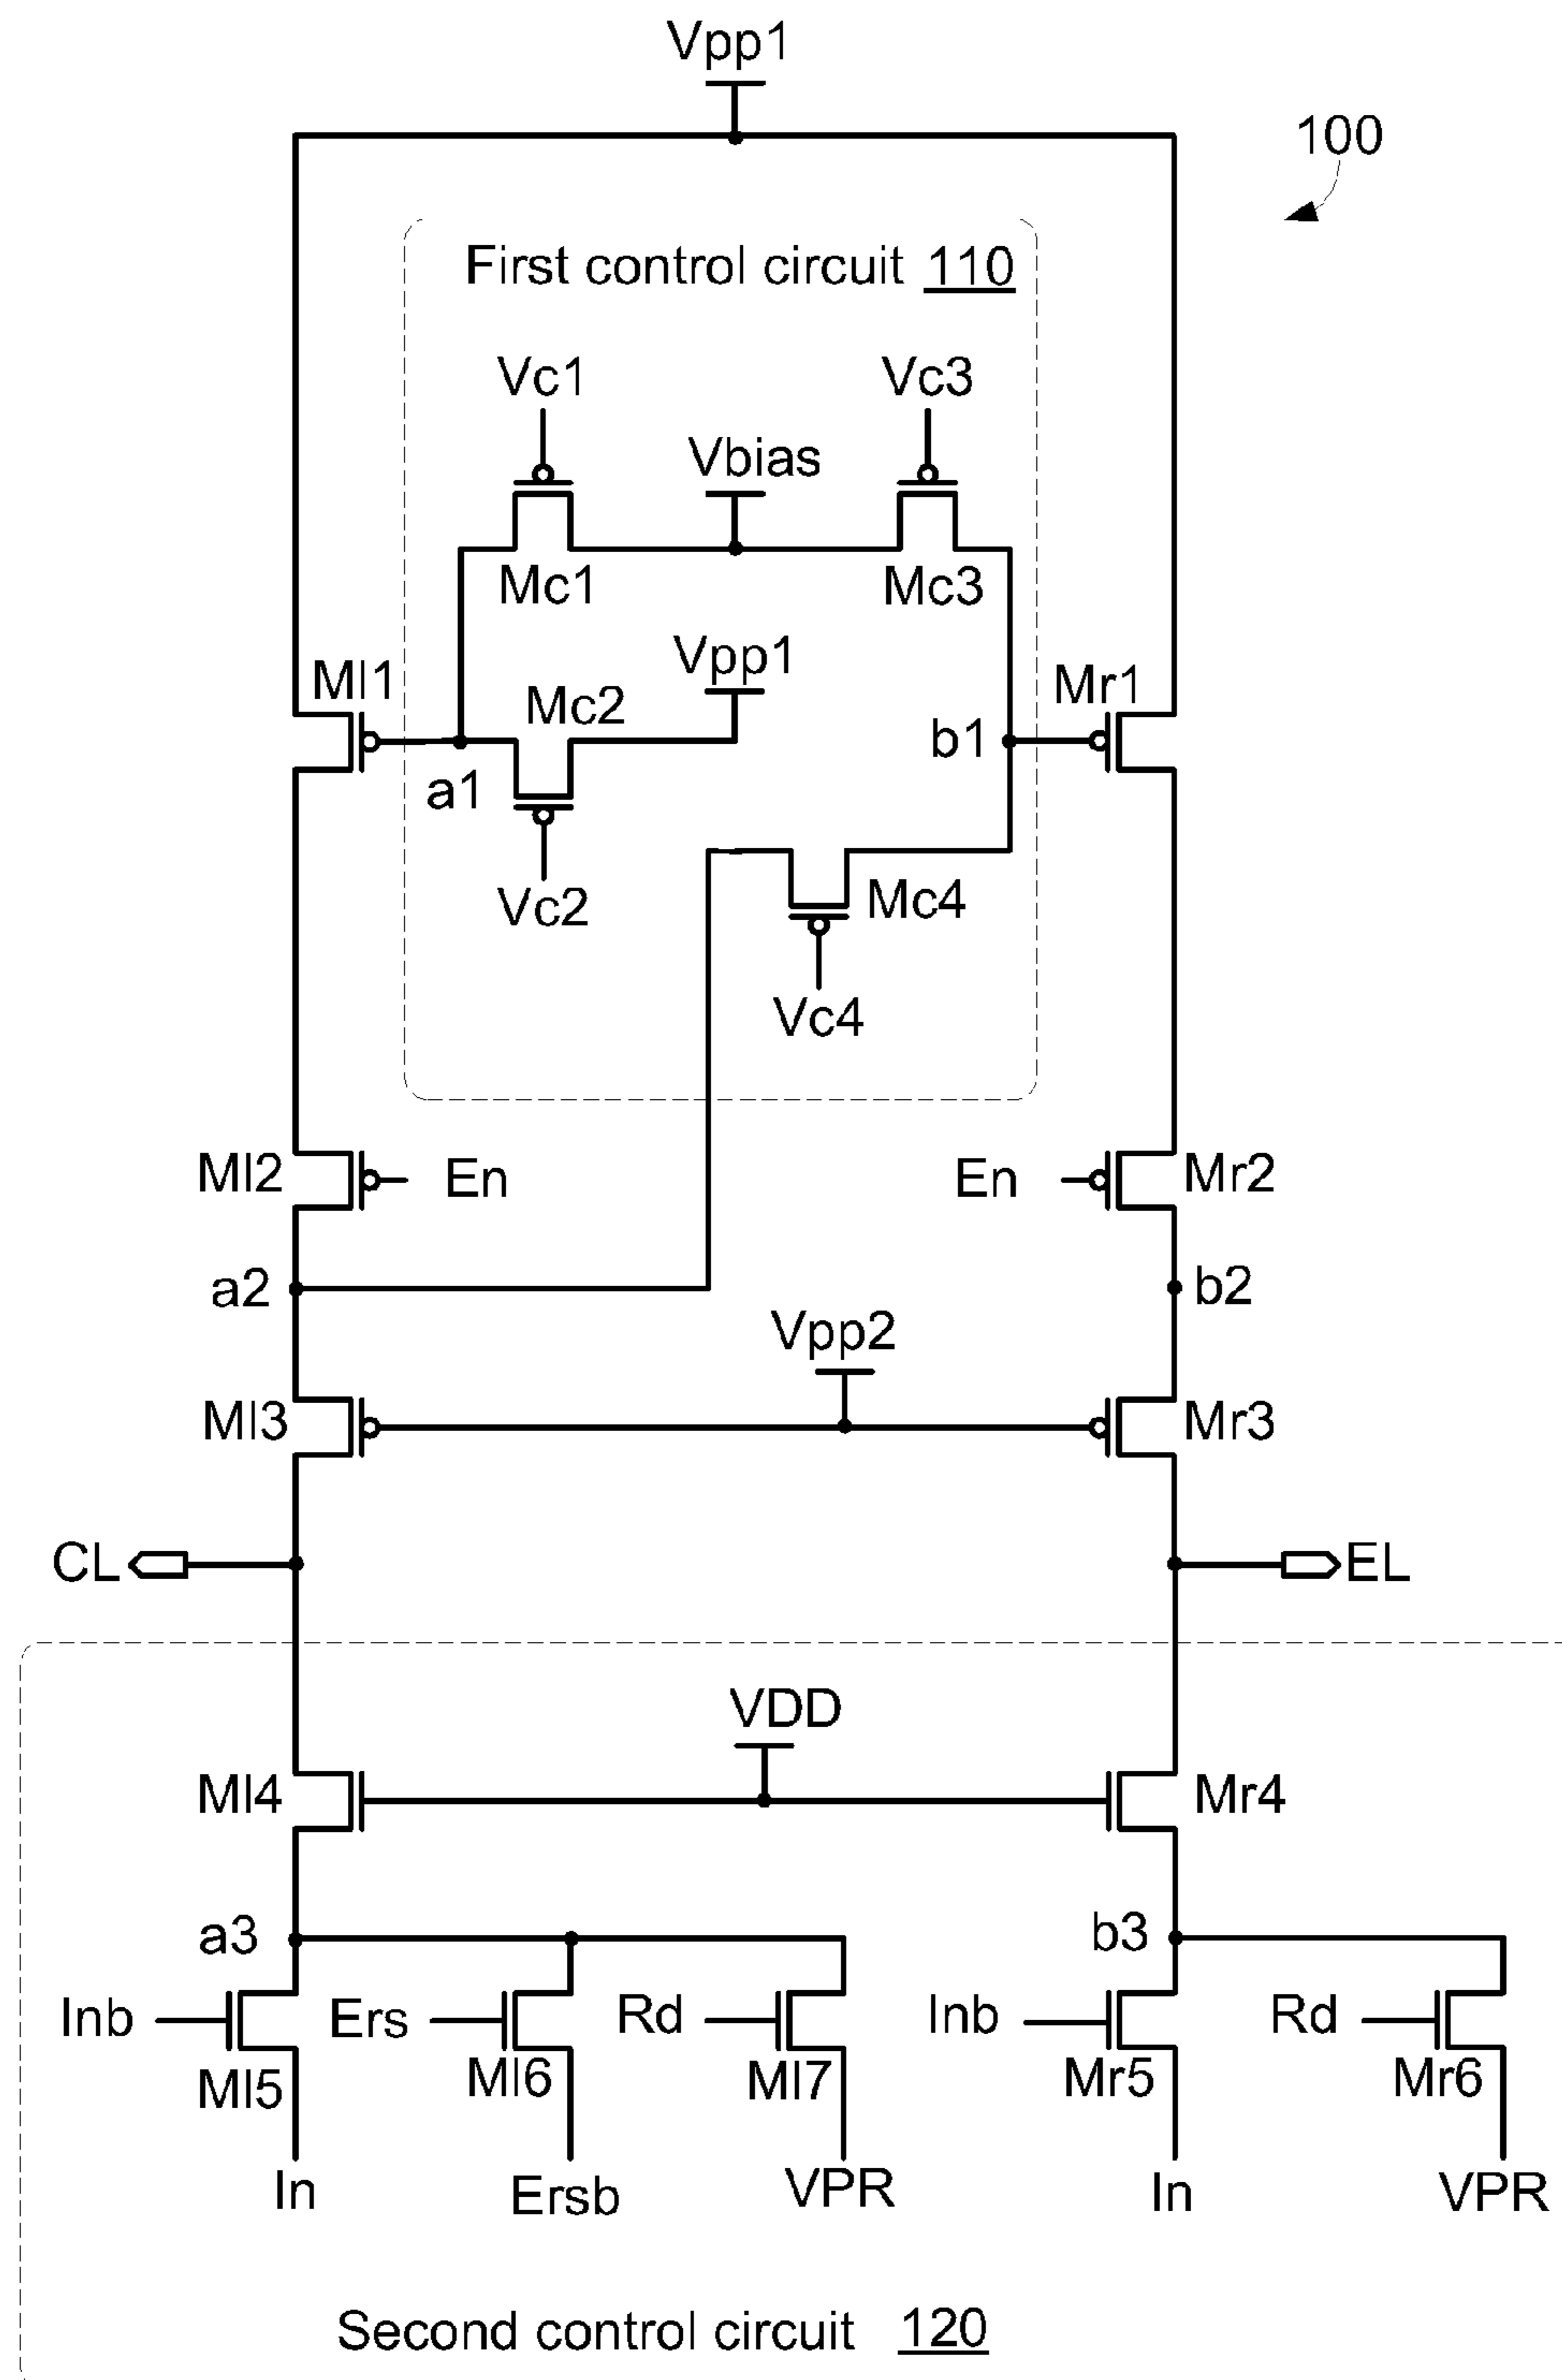 Vpp1
100
First control circuit 110
Vc1
Vc3
Vbias
Mc1
Mc3
Vpp1
Ml1
Mc2
Mr1
a1
b1
Vc2
Mc4
Vc4
Ml2
En
En
Mr2
a2
b2
Vpp2
Ml3
Mr3
CL
EL
VDD
Ml4
Mr4
a3
b3
Inb
Ers
Rd
Inb
Rd
Ml5
Ml6
Ml7
Mr5
Mr6
In
Ersb
VPR
In
VPR
Second control circuit 120